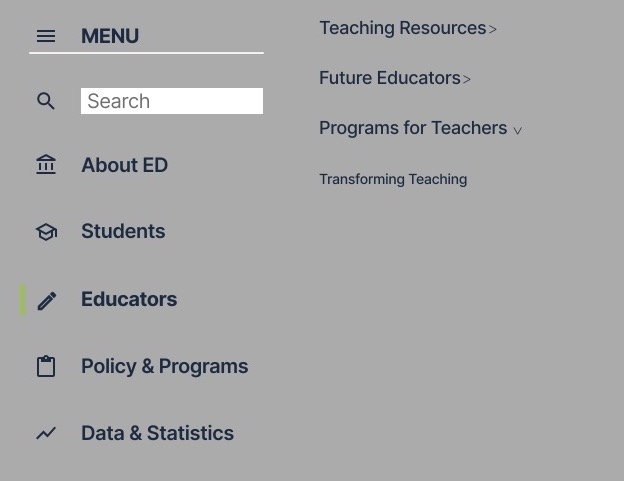 MENU
Search
About ED
Students
Educators
Policy & Programs
Data & Statistics
Teaching Resources>
Future Educators>
Programs for Teachers v
Transforming Teaching